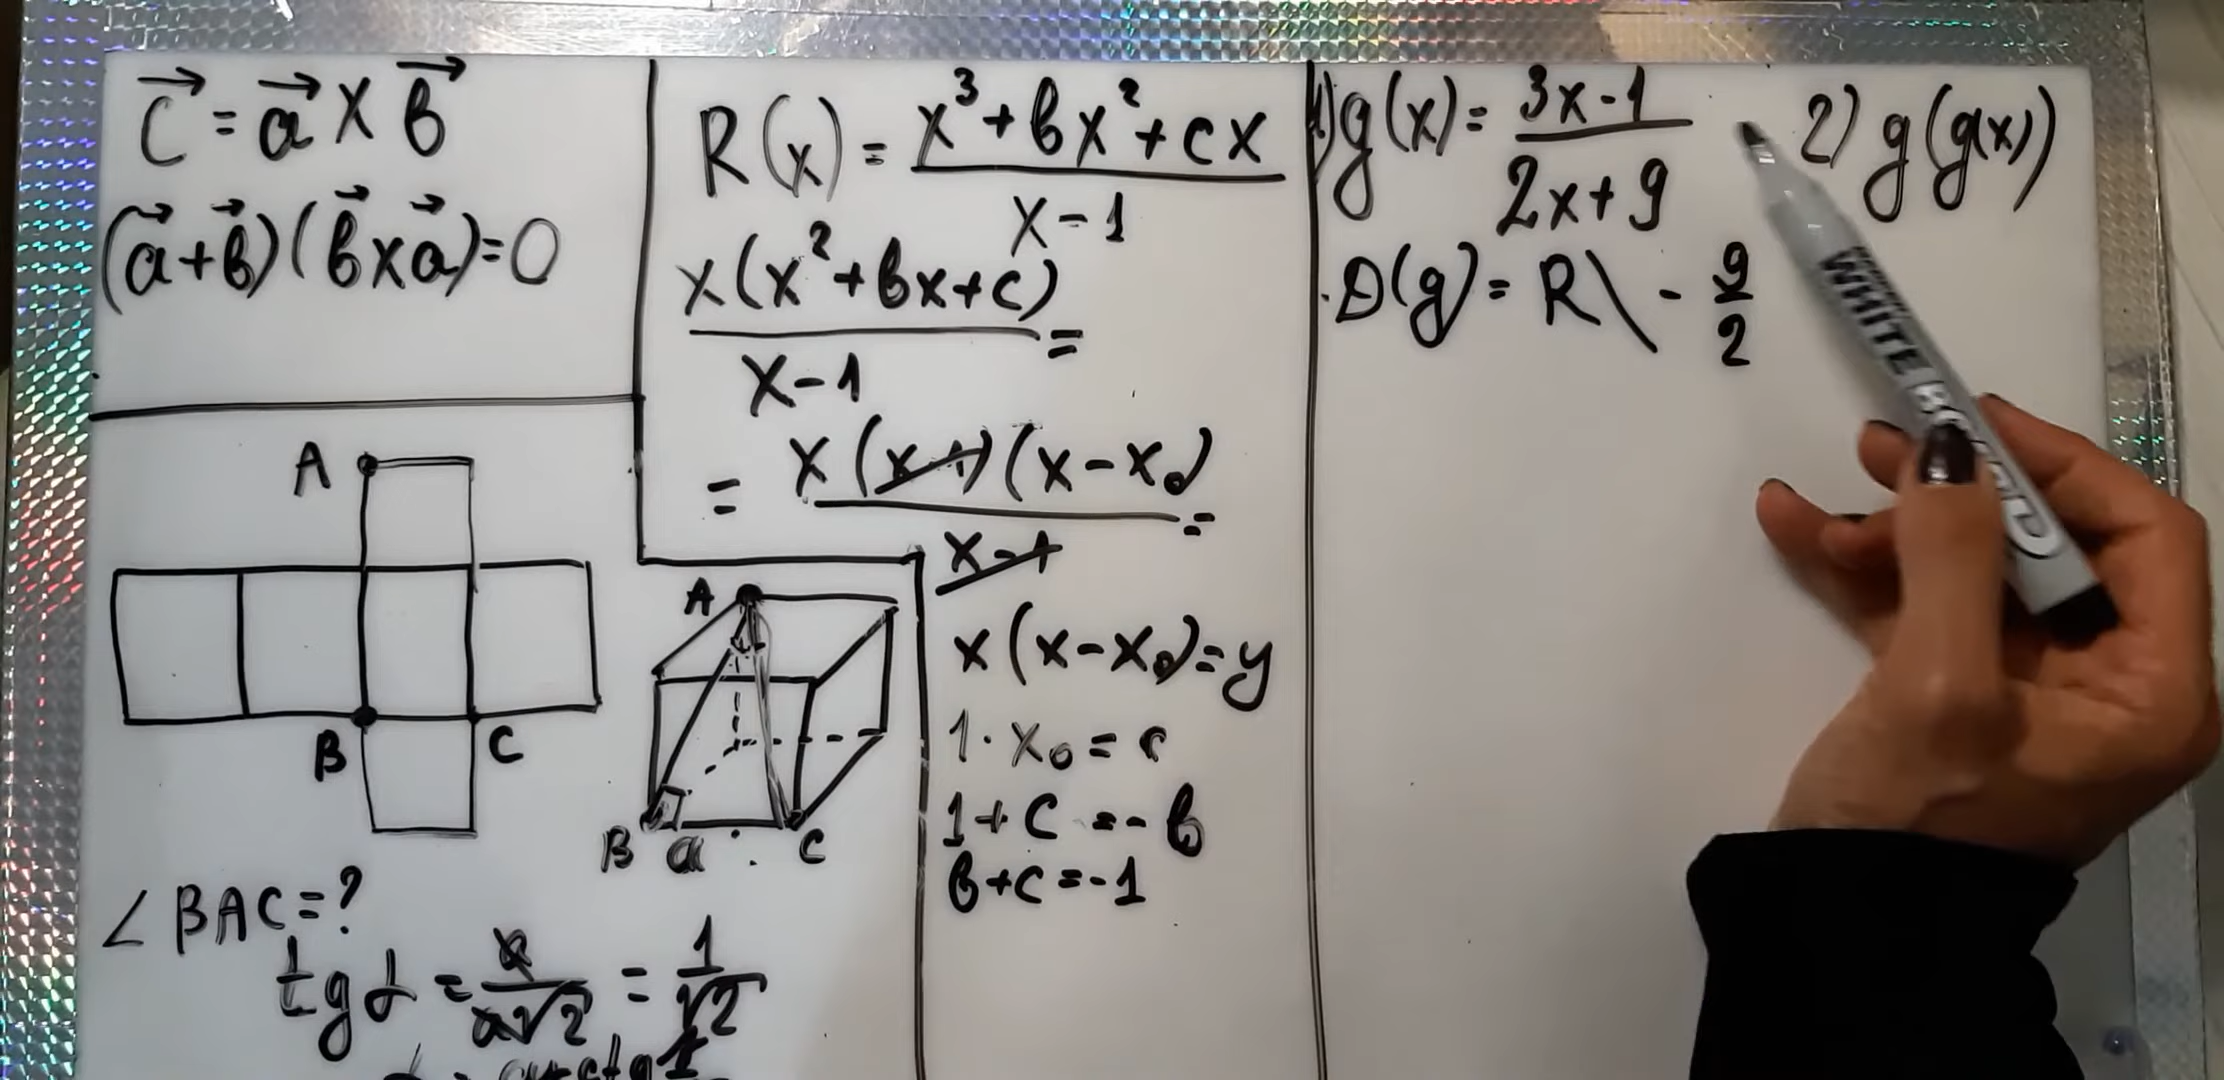 c⃗ = a⃗ × b⃗
(a⃗ + b⃗)(b⃗ × a⃗) = 0
A
B
C
∠BAC = ?
tg α = a/(a√2) = 1/√2
A
B
a
C
R(x) = (x³ + bx² + cx)/(x - 1)
x(x² + bx + c)/(x - 1) =
= x(x-1)(x - x₀)/(x-1) =
x(x - x₀) = y
1 · x₀ = c
1 + c = - b
b + c = -1
1) g(x) = (3x - 1)/(2x + 9)
2) g(g(x))
D(g) = R \ - 9/2
WHITE